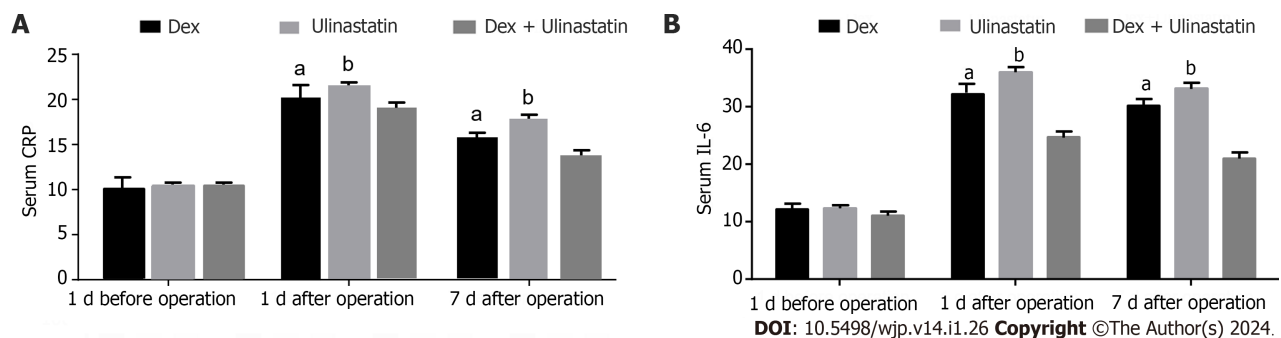 A
Dex Ulinastatin Dex + Ulinastatin
25
20
15
10
5
0
Serum CRP
a b
a b
1 d before operation 1 d after operation 7 d after operation
B
Dex Ulinastatin Dex + Ulinastatin
40
30
20
10
0
Serum IL-6
a b
a b
1 d before operation 1 d after operation 7 d after operation
DOI: 10.5498/wjp.v14.i1.26 Copyright ©The Author(s) 2024.